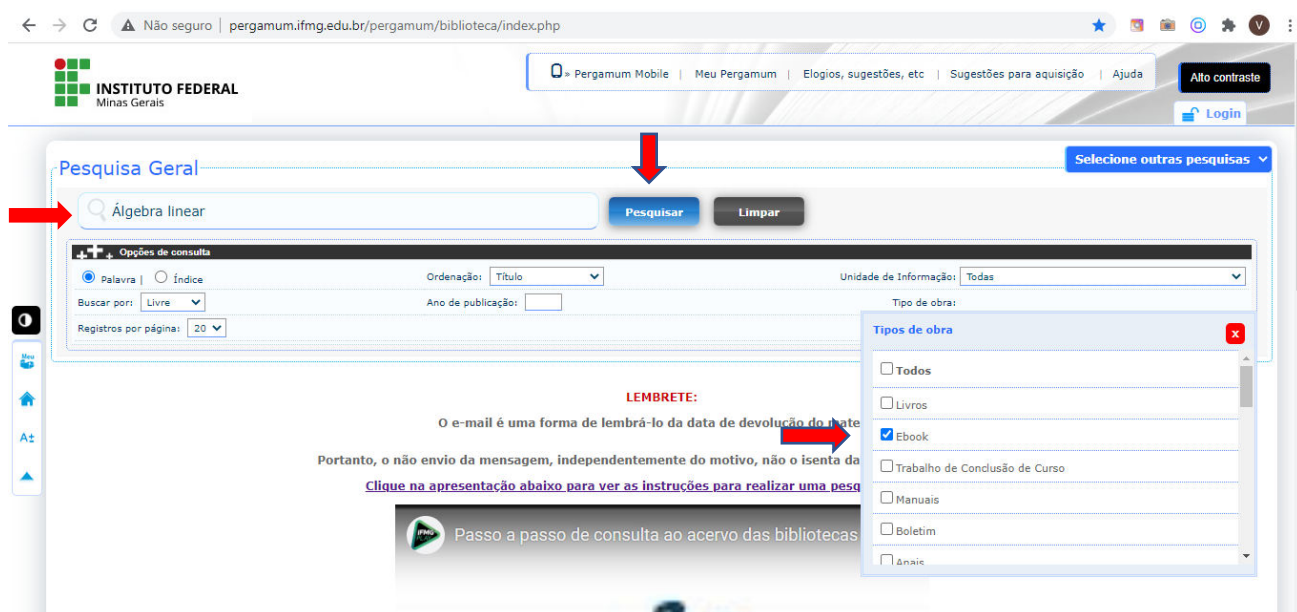 Não seguro | pergamum.ifmg.edu.br/pergamum/biblioteca/index.php
V
INSTITUTO FEDERAL
Minas Gerais
» Pergamum Mobile | Meu Pergamum | Elogios, sugestões, etc | Sugestões para aquisição | Ajuda
Alto contraste
Login
Pesquisa Geral
Selecione outras pesquisas
Álgebra linear
Pesquisar
Limpar
Opções de consulta
Palavra | Índice
Ordenação: Título
Unidade de Informação: Todas
Buscar por: Livre
Ano de publicação:
Tipo de obra:
Registros por página: 20
Tipos de obra
x
Todos
Livros
Ebook
Trabalho de Conclusão de Curso
Manuais
Boletim
Anais
Meu
A±
LEMBRETE:
O e-mail é uma forma de lembrá-lo da data de devolução do mate
Portanto, o não envio da mensagem, independentemente do motivo, não o isenta da
Clique na apresentação abaixo para ver as instruções para realizar uma pesq
IFMG
Passo a passo de consulta ao acervo das bibliotecas